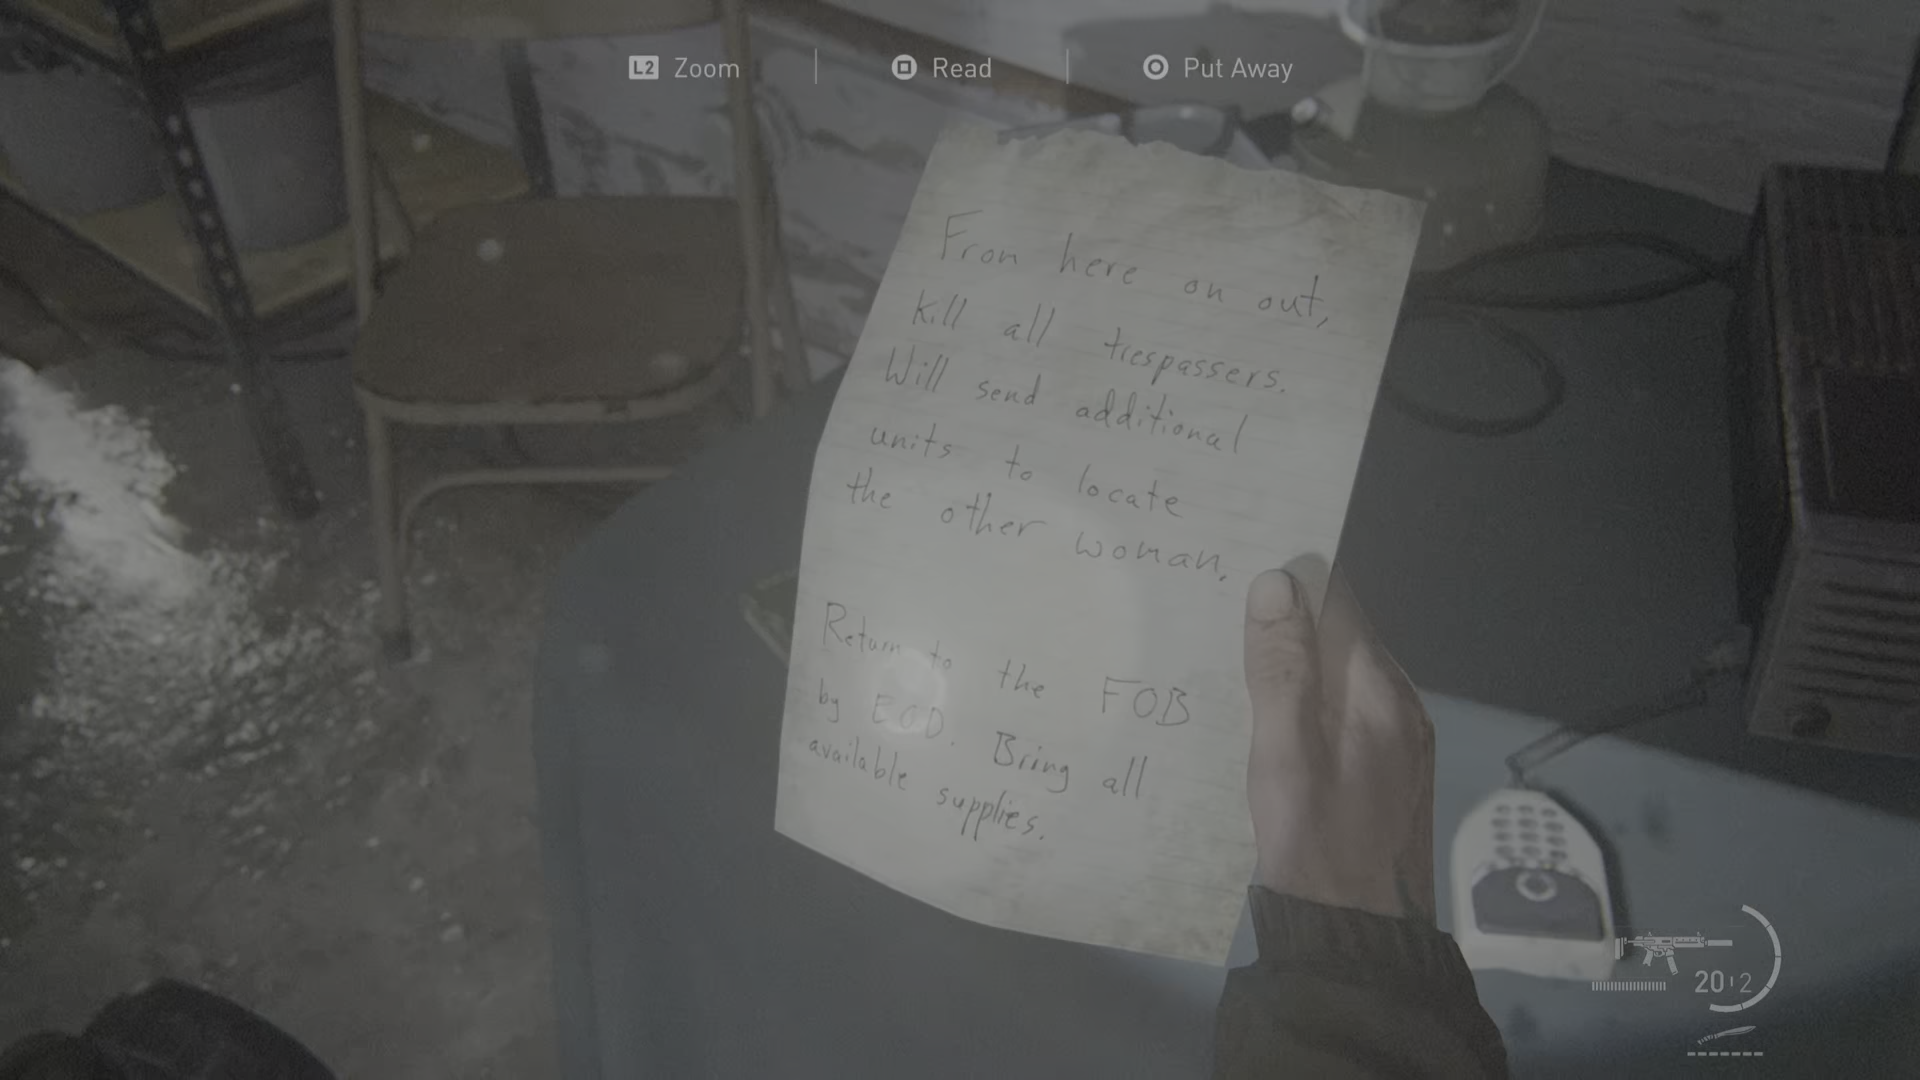 L2 Zoom | Read | Put Away
From here on out,
kill all trespassers.
Will send additional
units to locate
the other woman.
Return to the FOB
by EOD. Bring all
available supplies.
20 2